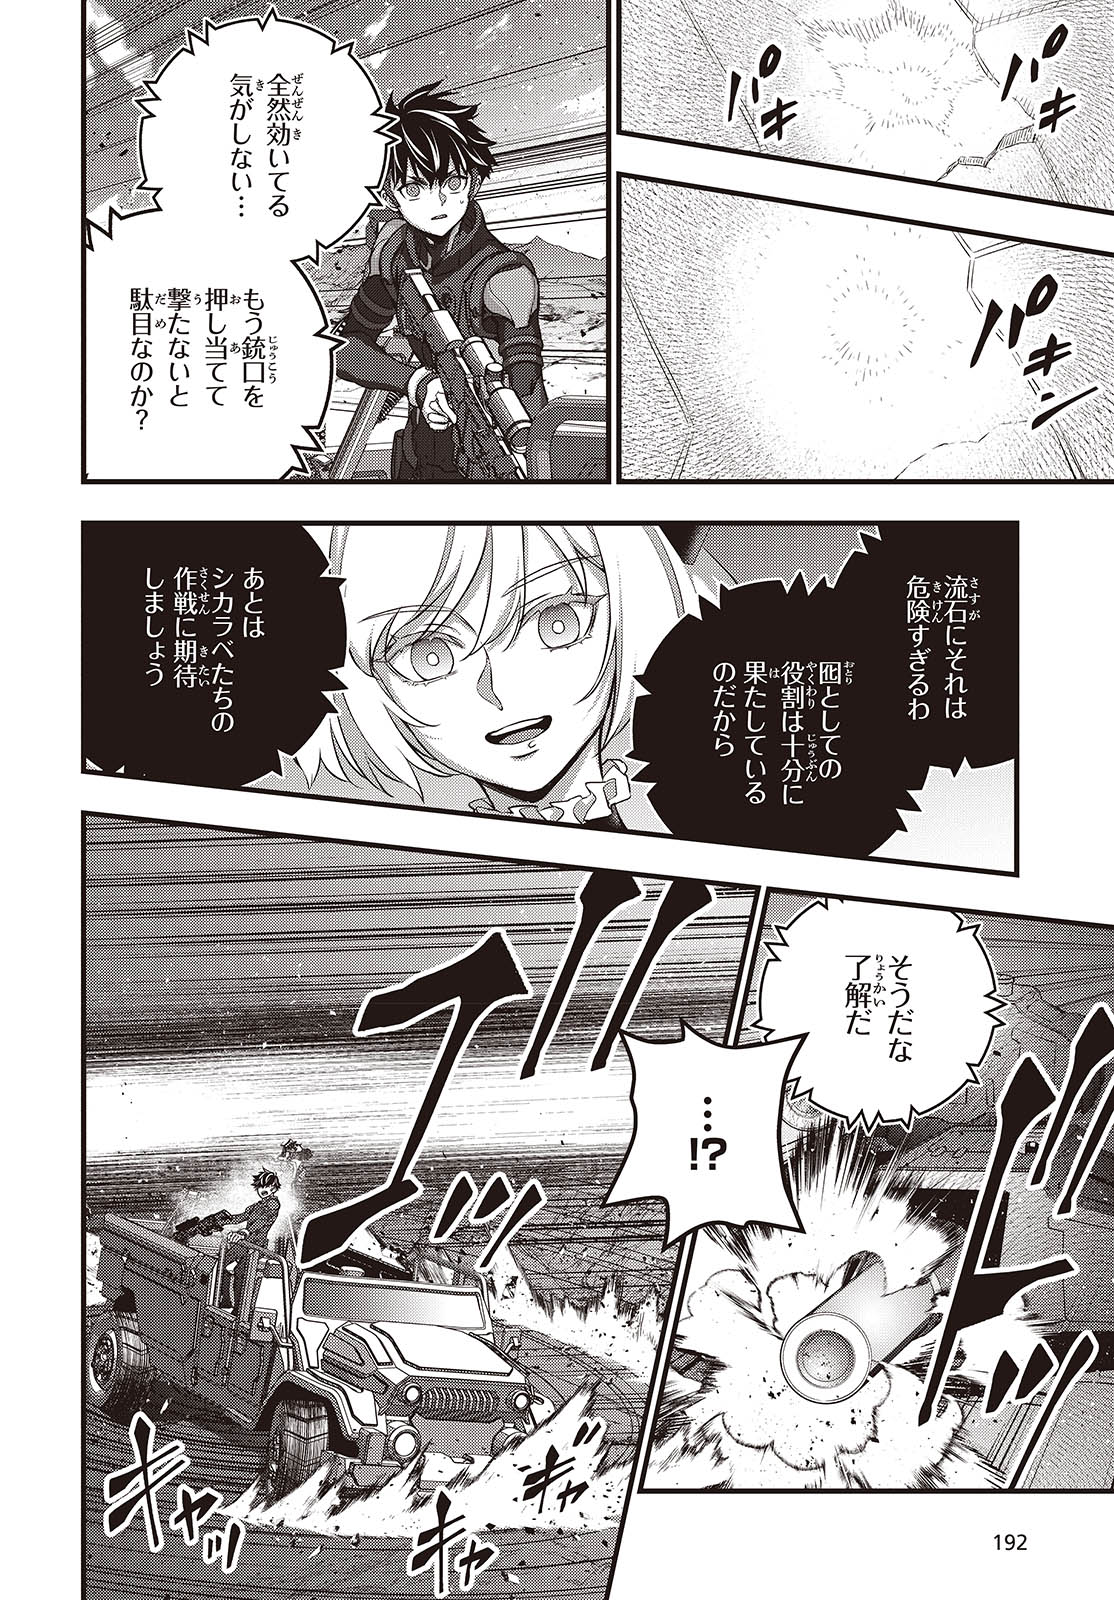 パキ
パキ
パキン
全然効いてる
気がしない…
もう銃口を
押し当てて
撃たないと
駄目なのか？
流石にそれは
危険すぎるわ
囮としての
役割は十分に
果たしている
のだから
あとは
シカラベたちの
作戦に期待
しましょう
そうだな
了解だ
ドッ
…!?
ゴッ
ギャッ
ギャ
192